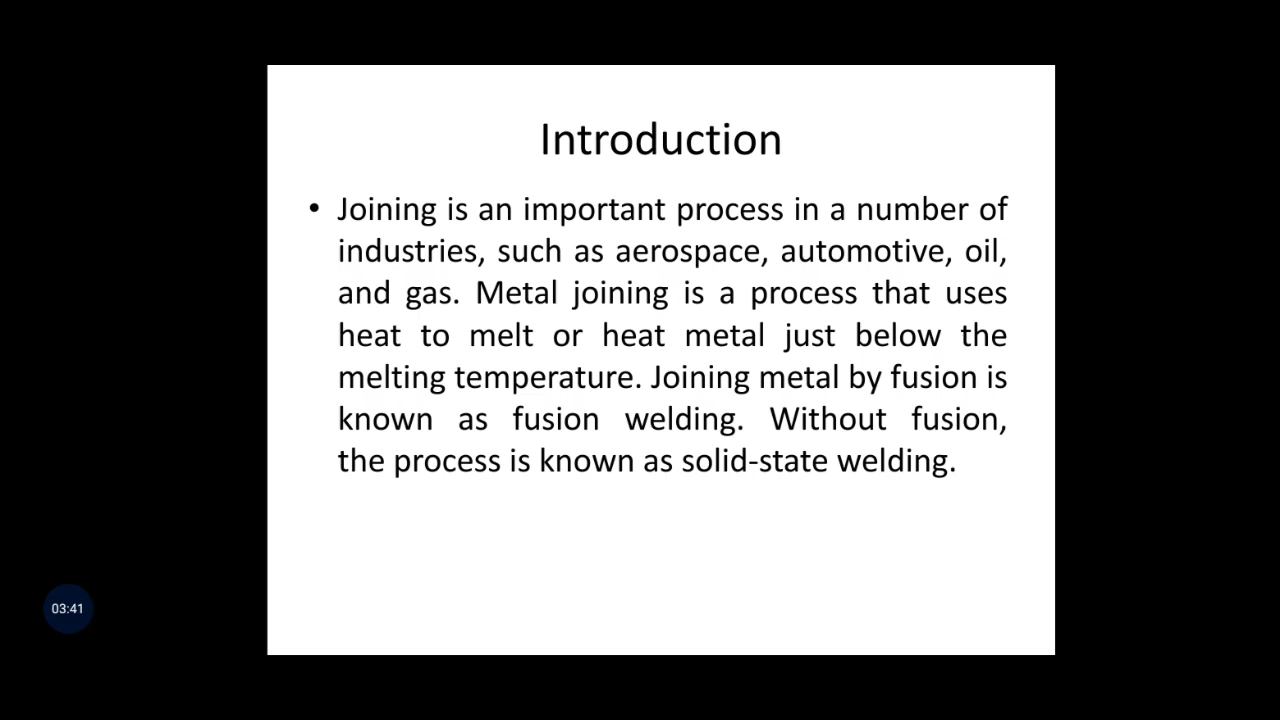 Introduction
• Joining is an important process in a number of
industries, such as aerospace, automotive, oil,
and gas. Metal joining is a process that uses
heat to melt or heat metal just below the
melting temperature. Joining metal by fusion is
known as fusion welding. Without fusion,
the process is known as solid-state welding.
03:41